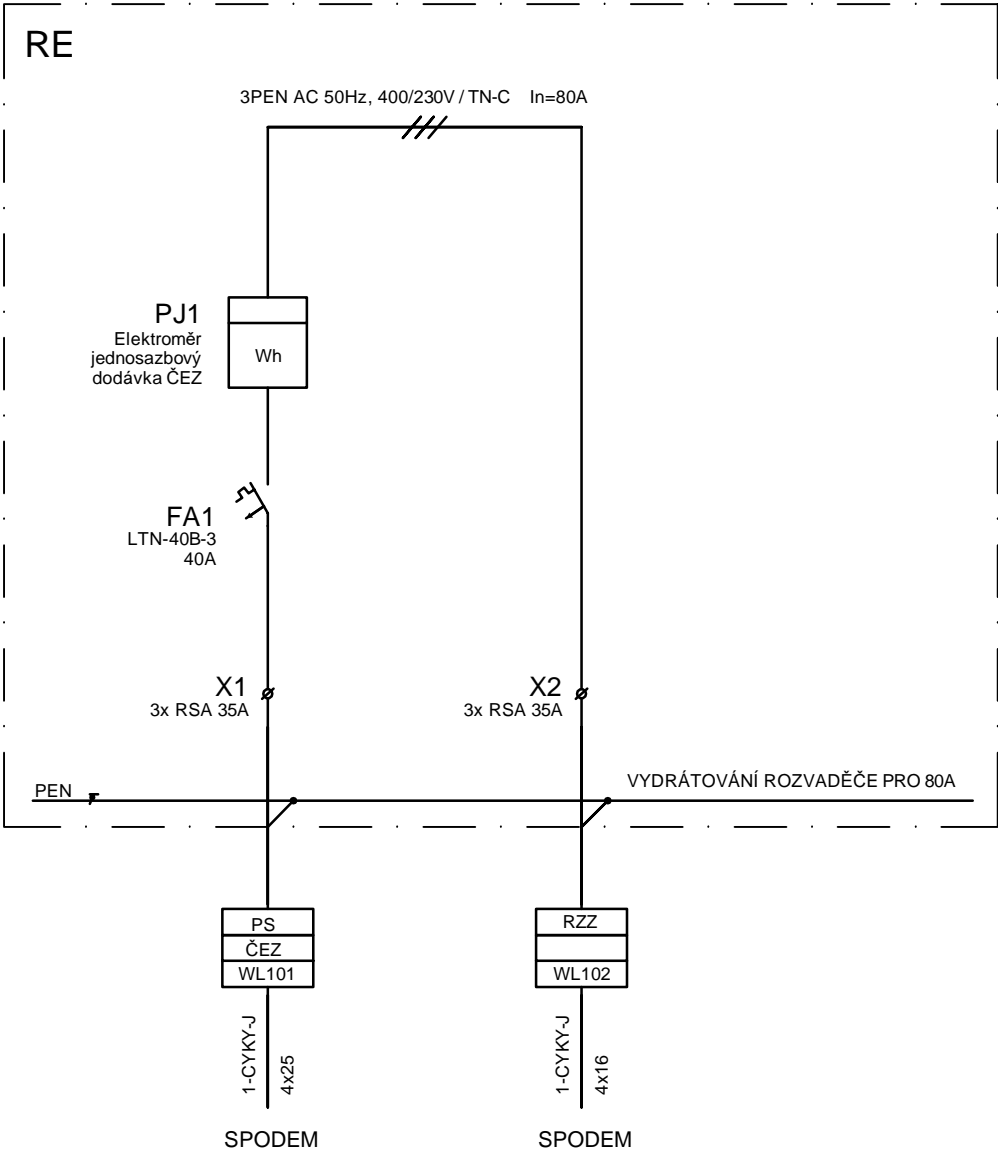 RE
3PEN AC 50Hz, 400/230V / TN-C In=80A
PJ1
Elektroměr
jednosazbový
dodávka ČEZ
Wh
FA1
LTN-40B-3
40A
X1
3x RSA 35A
X2
3x RSA 35A
PEN
VYDRÁTOVÁNÍ ROZVADĚČE PRO 80A
PS
ČEZ
WL101
RZZ
WL102
1-CYKY-J
4x25
1-CYKY-J
4x16
SPODEM
SPODEM